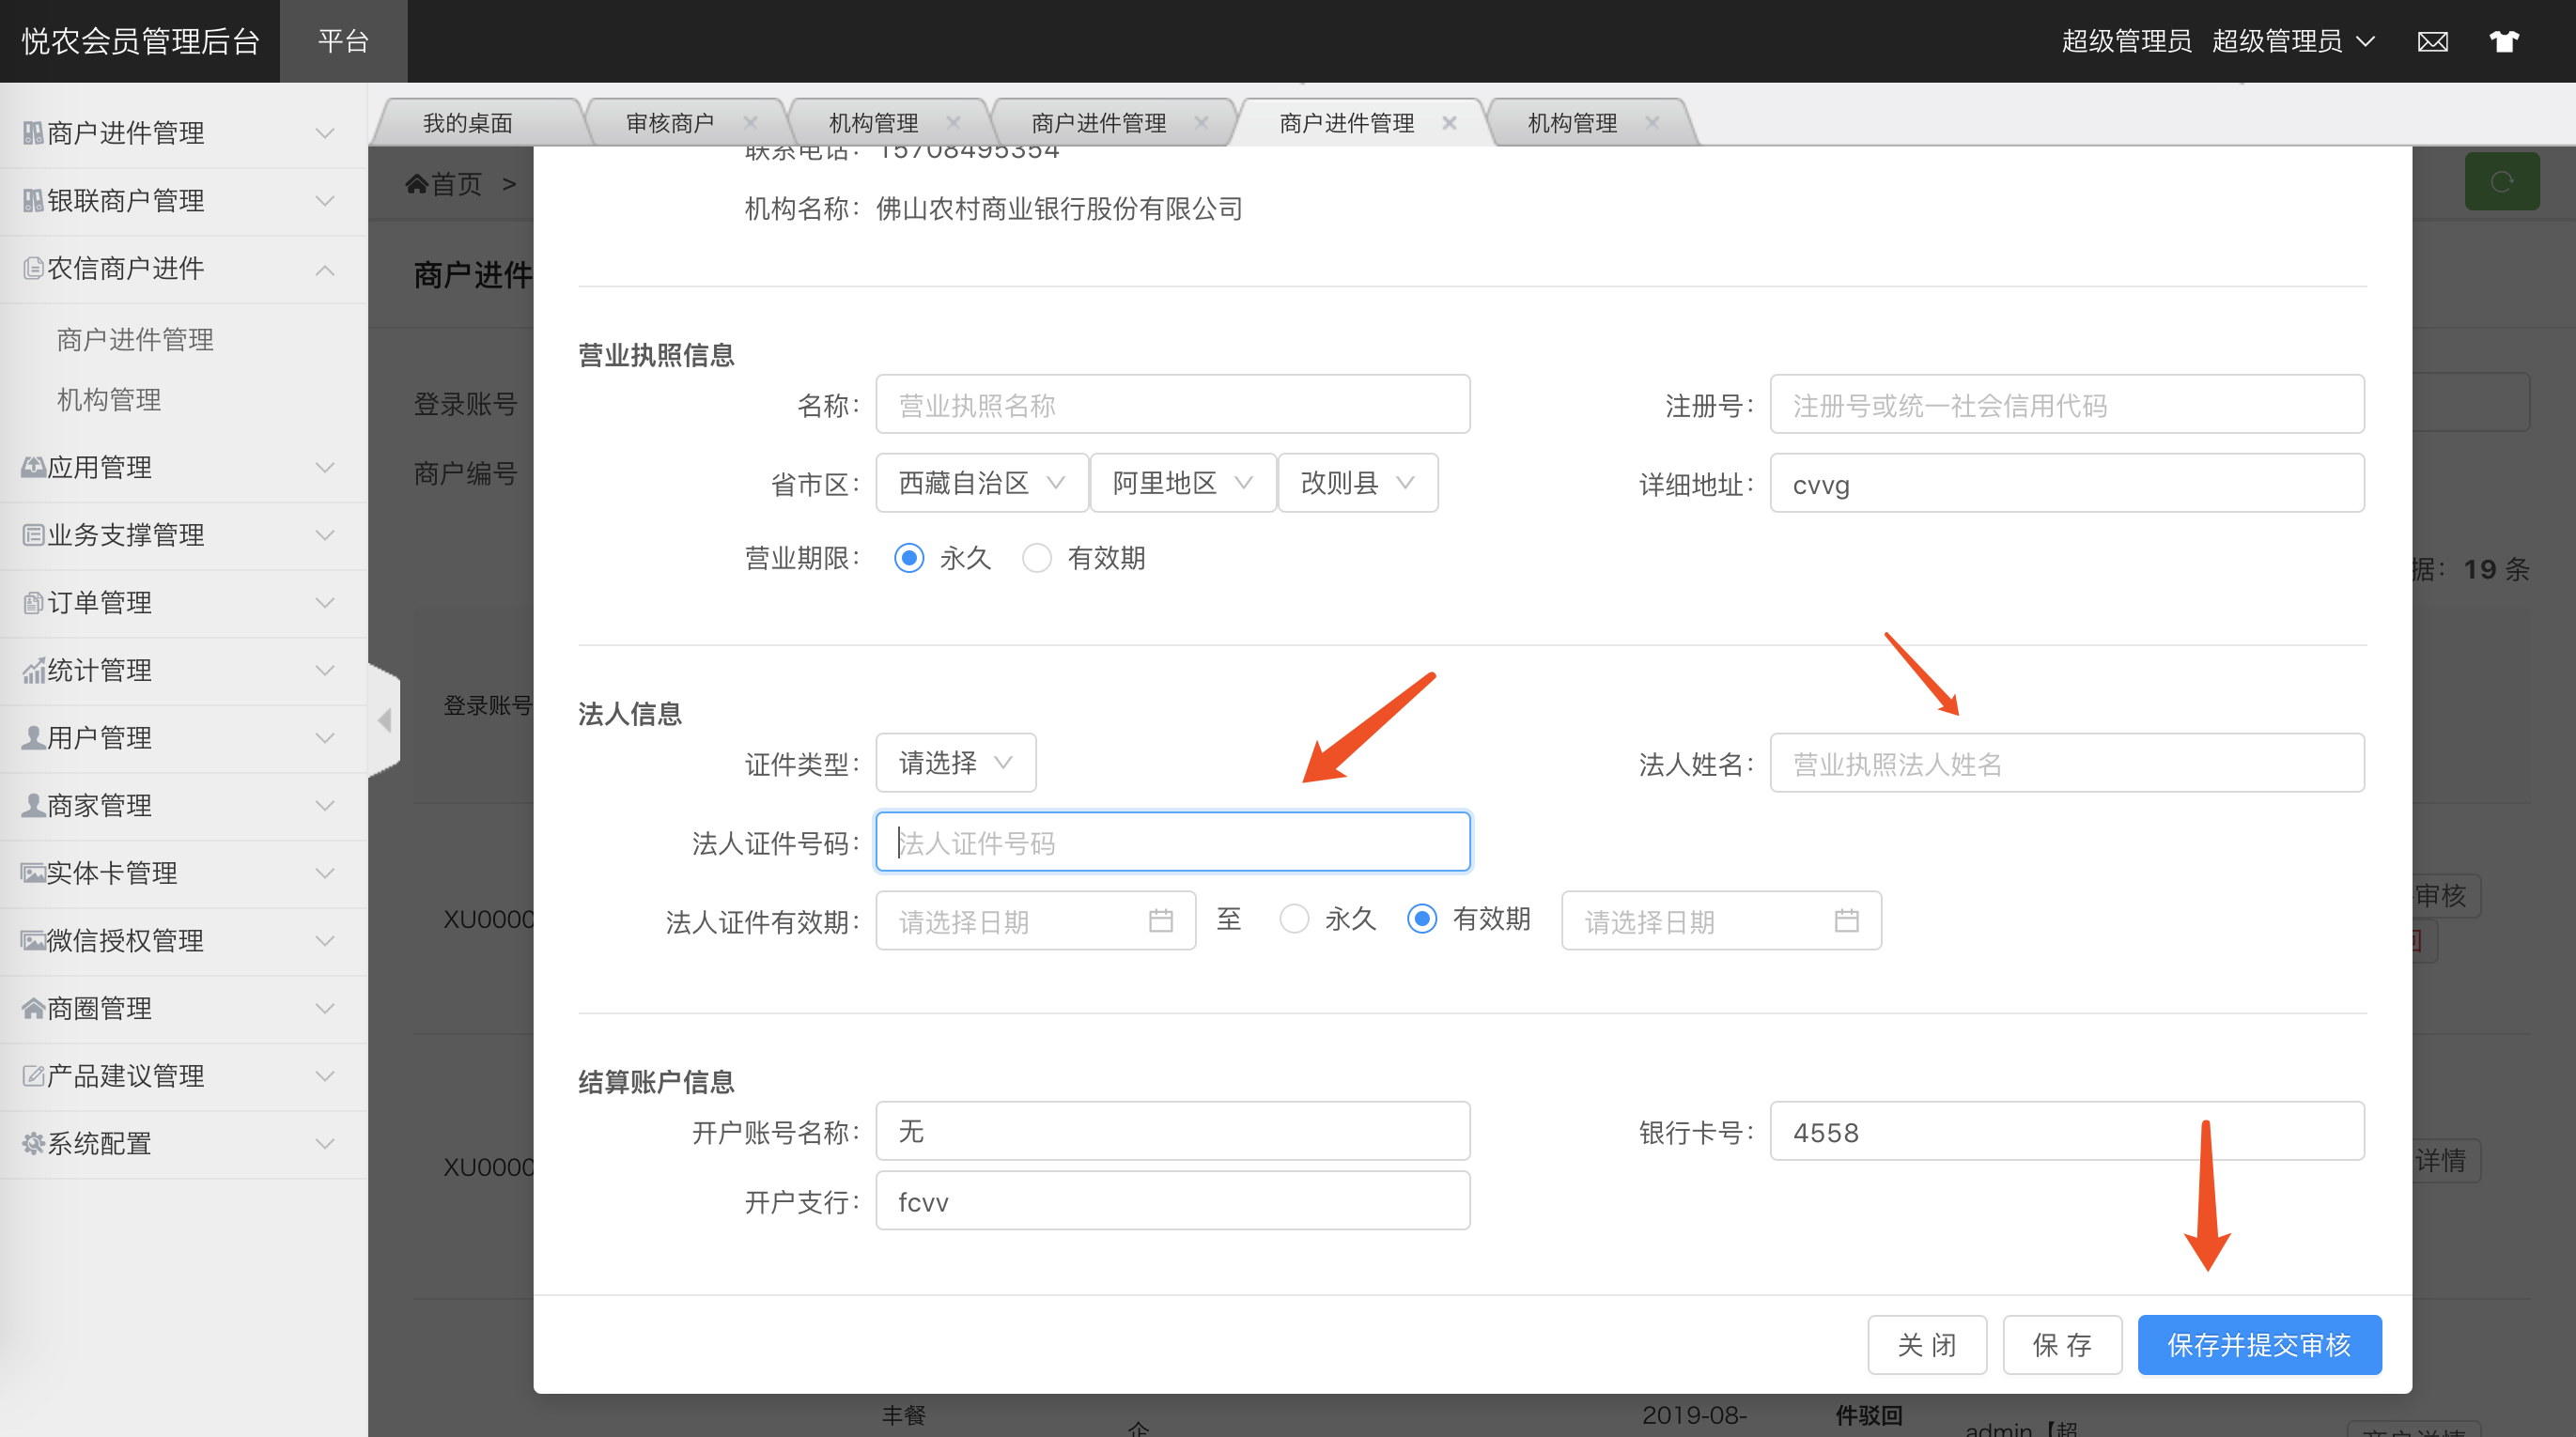 悦农会员管理后台 平台 超级管理员 超级管理员
我的桌面 审核商户 机构管理 商户进件管理 商户进件管理 机构管理
商户进件管理
银联商户管理
农信商户进件
商户进件管理
机构管理
应用管理
业务支撑管理
订单管理
统计管理
用户管理
商家管理
实体卡管理
微信授权管理
商圈管理
产品建议管理
系统配置
首页 >
商户进件
登录账号
商户编号
据: 19 条
登录账号
XU0000
审核
XU0000
详情
联系电话: 15708495354
机构名称: 佛山农村商业银行股份有限公司
营业执照信息
名称: 营业执照名称 注册号: 注册号或统一社会信用代码
省市区: 西藏自治区 阿里地区 改则县 详细地址: cvvg
营业期限: 永久 有效期
法人信息
证件类型: 请选择 法人姓名: 营业执照法人姓名
法人证件号码: 法人证件号码
法人证件有效期: 请选择日期 至 永久 有效期 请选择日期
结算账户信息
开户账号名称: 无 银行卡号: 4558
开户支行: fcvv
关 闭 保 存 保存并提交审核
丰餐 企 2019-08- 件驳回 admin【超 商户详情